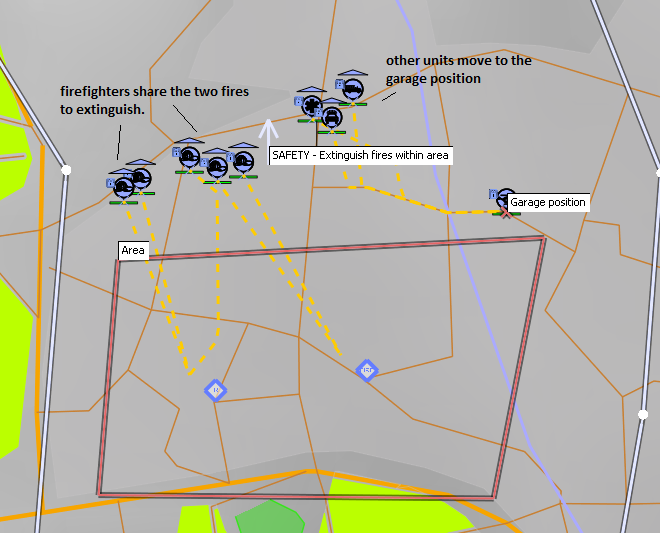 other units move to the
garage position
firefighters share the two fires
to extinguish.
SAFETY - Extinguish fires within area
Garage position
Area